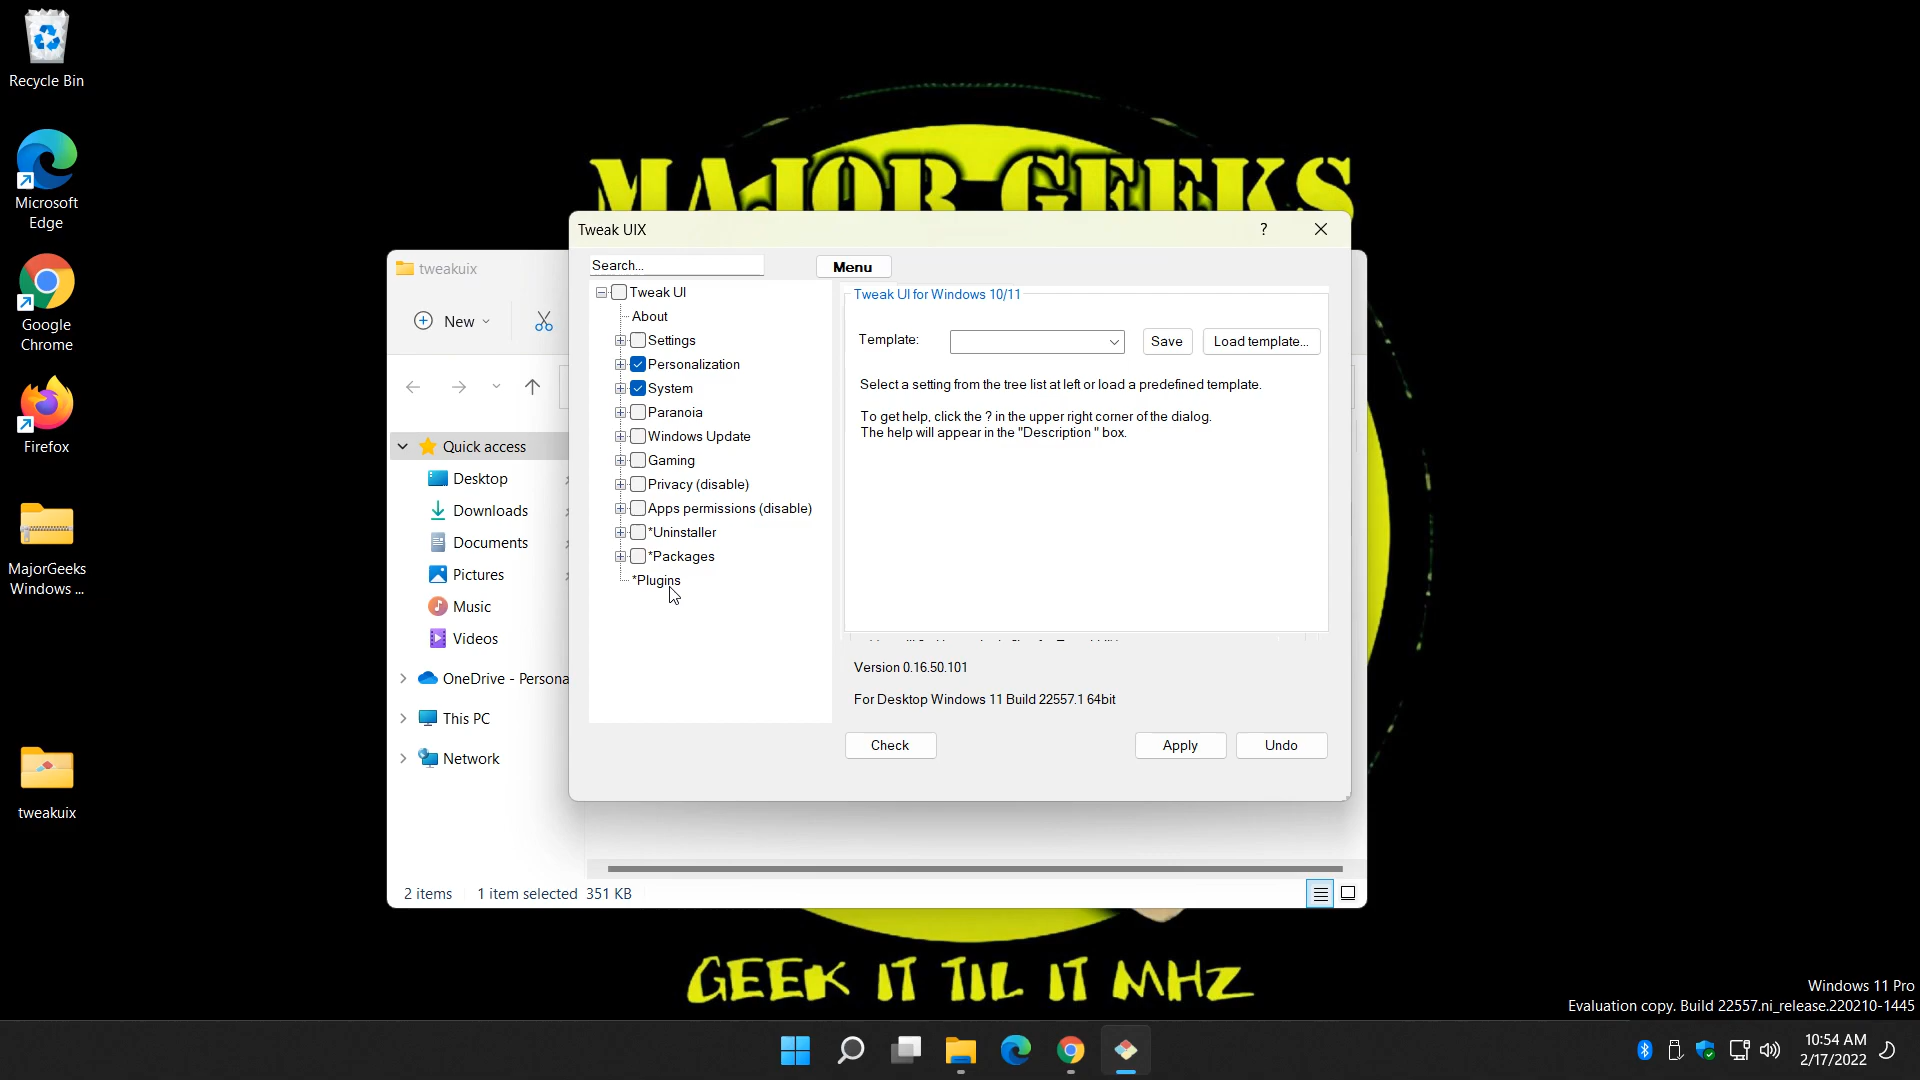 Recycle Bin
Microsoft
Edge
Google
Chrome
Firefox
MajorGeeks
Windows ...
tweakuix
MAJOR GEEKS
tweakuix
New
Quick access
Desktop
Downloads
Documents
Pictures
Music
Videos
OneDrive - Persona
This PC
Network
2 items
1 item selected 351 KB
Tweak UIX
?
Search...
Menu
Tweak UI
About
Settings
Personalization
System
Paranoia
Windows Update
Gaming
Privacy (disable)
Apps permissions (disable)
*Uninstaller
*Packages
*Plugins
Tweak UI for Windows 10/11
Template:
Save
Load template...
Select a setting from the tree list at left or load a predefined template.
To get help, click the ? in the upper right corner of the dialog.
The help will appear in the "Description " box.
Version 0.16.50.101
For Desktop Windows 11 Build 22557.1 64bit
Check
Apply
Undo
GEEK IT TIL IT MHZ
Windows 11 Pro
Evaluation copy. Build 22557.ni_release.220210-1445
10:54 AM
2/17/2022